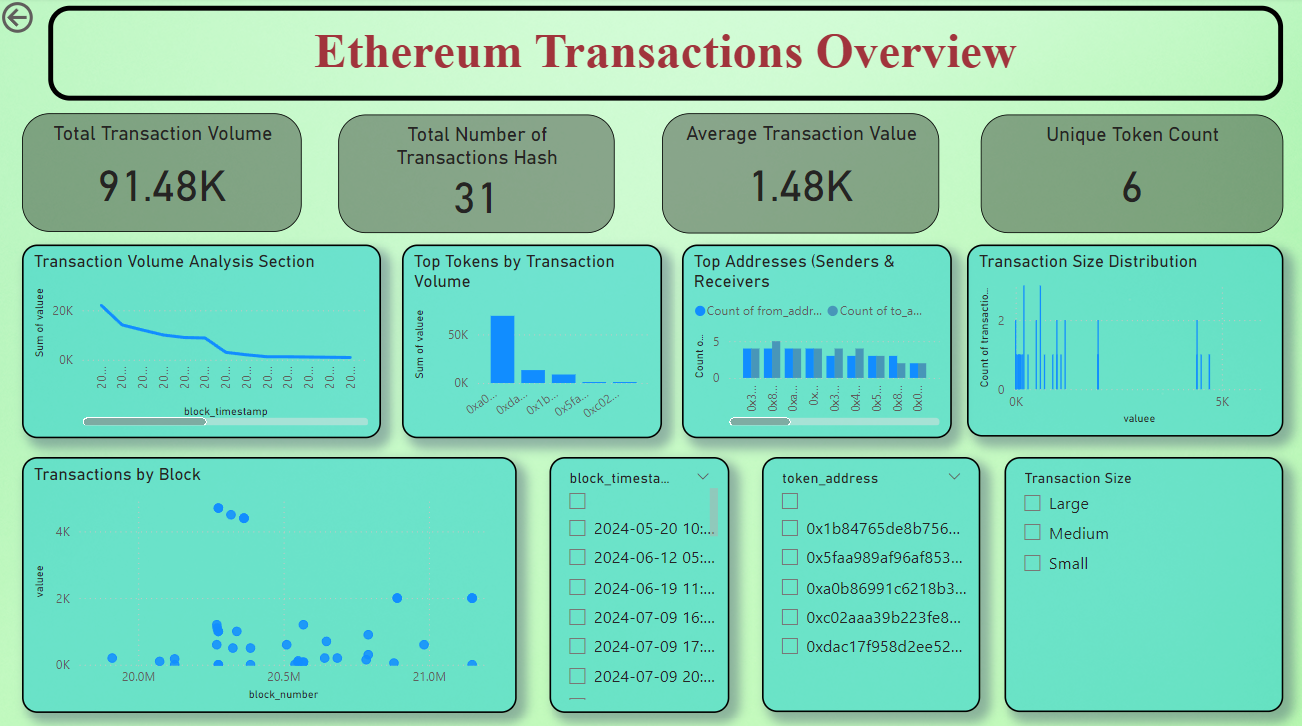 Ethereum Transactions Overview
Total Transaction Volume
91.48K
Total Number of
Transactions Hash
31
Average Transaction Value
1.48K
Unique Token Count
6
Transaction Volume Analysis Section
Sum of valuee
20K
0K
20... 20... 20... 20... 20... 20... 20... 20... 20... 20... 20... 20... 20...
block_timestamp
Top Tokens by Transaction
Volume
Sum of valuee
50K
0K
0xa0... 0xda... 0x1b... 0x5fa... 0xc02...
Top Addresses (Senders &
Receivers
Count of from_addr... Count of to_a...
Count o...
5
0
0x3... 0x8... 0xa... 0x... 0x3... 0x4... 0x5... 0x8... 0x0...
Transaction Size Distribution
Count of transactio...
2
0
0K 5K
valuee
Transactions by Block
valuee
4K
2K
0K
20.0M 20.5M 21.0M
block_number
block_timesta...
2024-05-20 10:...
2024-06-12 05:...
2024-06-19 11:...
2024-07-09 16:...
2024-07-09 17:...
2024-07-09 20:...
token_address
0x1b84765de8b756...
0x5faa989af96af853...
0xa0b86991c6218b3...
0xc02aaa39b223fe8...
0xdac17f958d2ee52...
Transaction Size
Large
Medium
Small